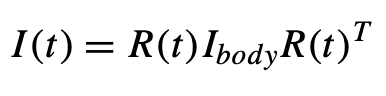 I(t) = R(t)I_{body}R(t)^T